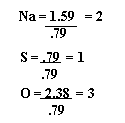 Na = 1.59 = 2
.79
S = .79 = 1
.79
O = 2.38 = 3
.79